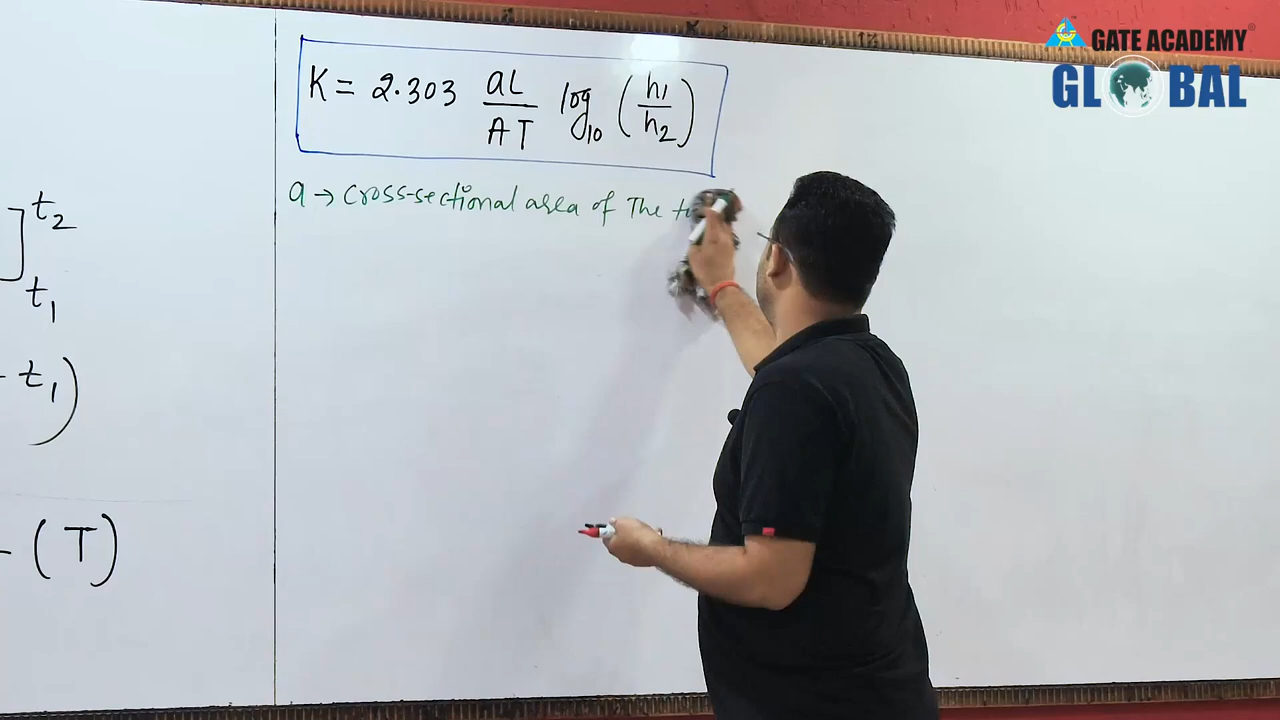 GATE ACADEMY
GLOBAL
t2
t1
- t1)
- (T)
K = 2.303 aL/AT log10 (h1/h2)
a → cross-sectional area of The